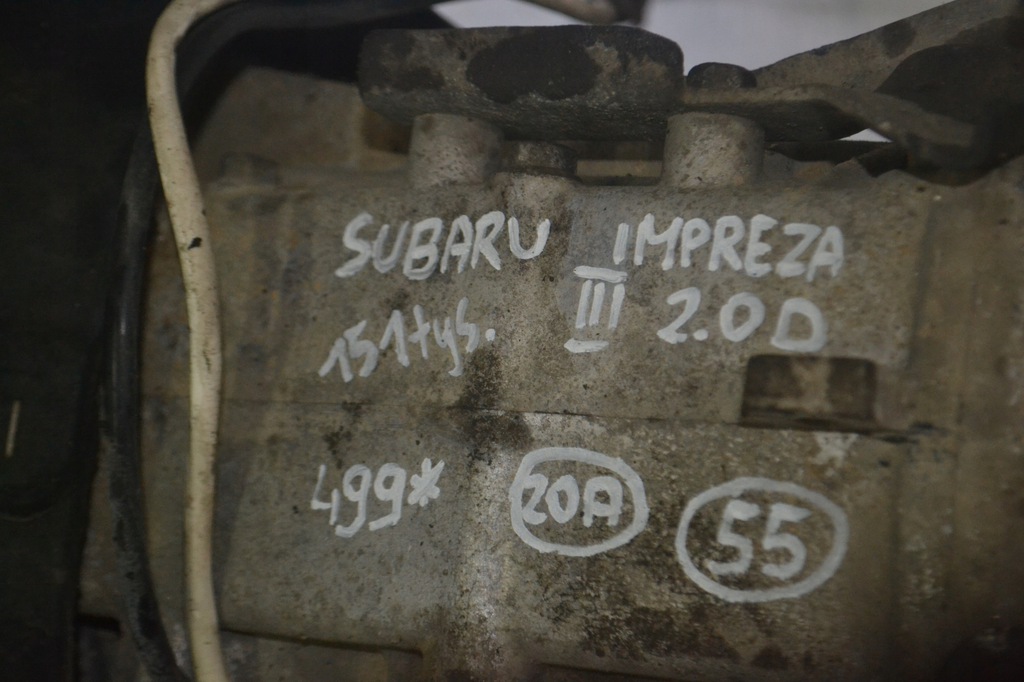 SUBARU IMPREZA
151tys. III 2.0D
499* 20A 55